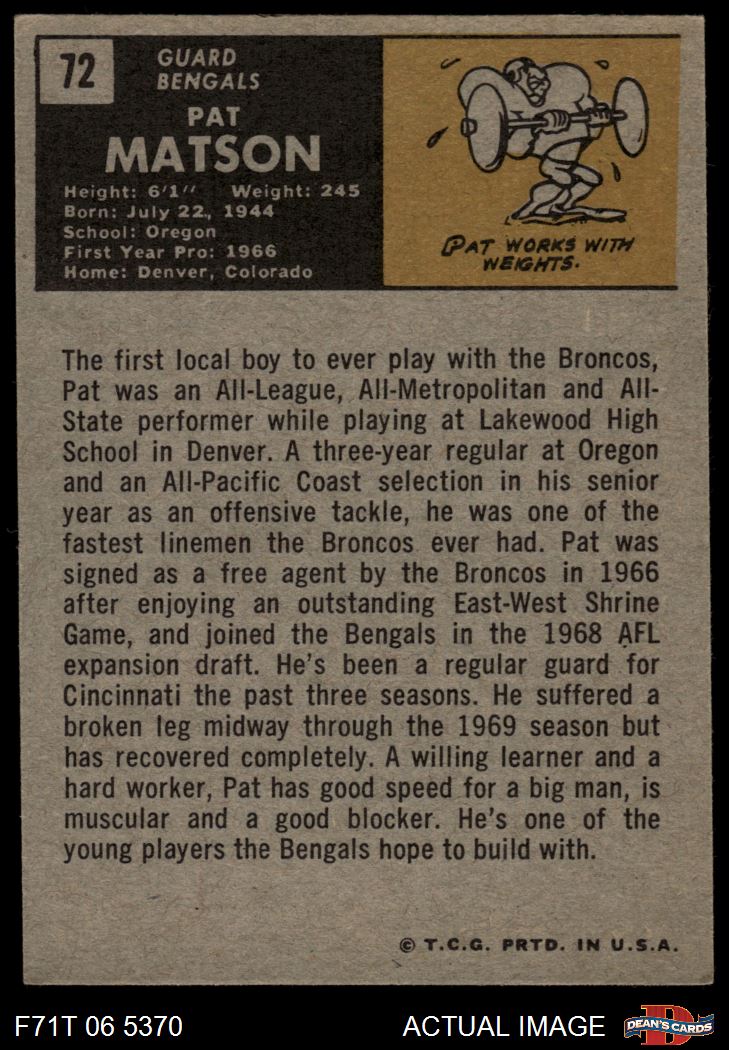 72
GUARD
BENGALS
PAT
MATSON
Height: 6'1" Weight: 245
Born: July 22, 1944
School: Oregon
First Year Pro: 1966
Home: Denver, Colorado
PAT WORKS WITH
WEIGHTS.
The first local boy to ever play with the Broncos,
Pat was an All-League, All-Metropolitan and All-
State performer while playing at Lakewood High
School in Denver. A three-year regular at Oregon
and an All-Pacific Coast selection in his senior
year as an offensive tackle, he was one of the
fastest linemen the Broncos ever had. Pat was
signed as a free agent by the Broncos in 1966
after enjoying an outstanding East-West Shrine
Game, and joined the Bengals in the 1968 AFL
expansion draft. He's been a regular guard for
Cincinnati the past three seasons. He suffered a
broken leg midway through the 1969 season but
has recovered completely. A willing learner and a
hard worker, Pat has good speed for a big man, is
muscular and a good blocker. He's one of the
young players the Bengals hope to build with.
© T.C.G. PRTD. IN U.S.A.
F71T 06 5370
ACTUAL IMAGE
D
DEAN'S CARDS